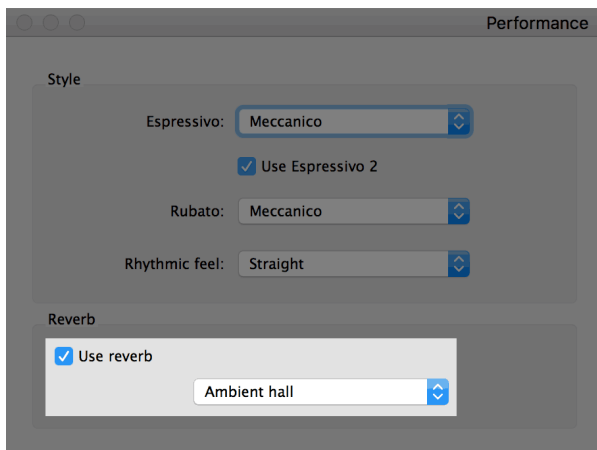 Performance
Style
Espressivo: Meccanico
Use Espressivo 2
Rubato: Meccanico
Rhythmic feel: Straight
Reverb
Use reverb
Ambient hall